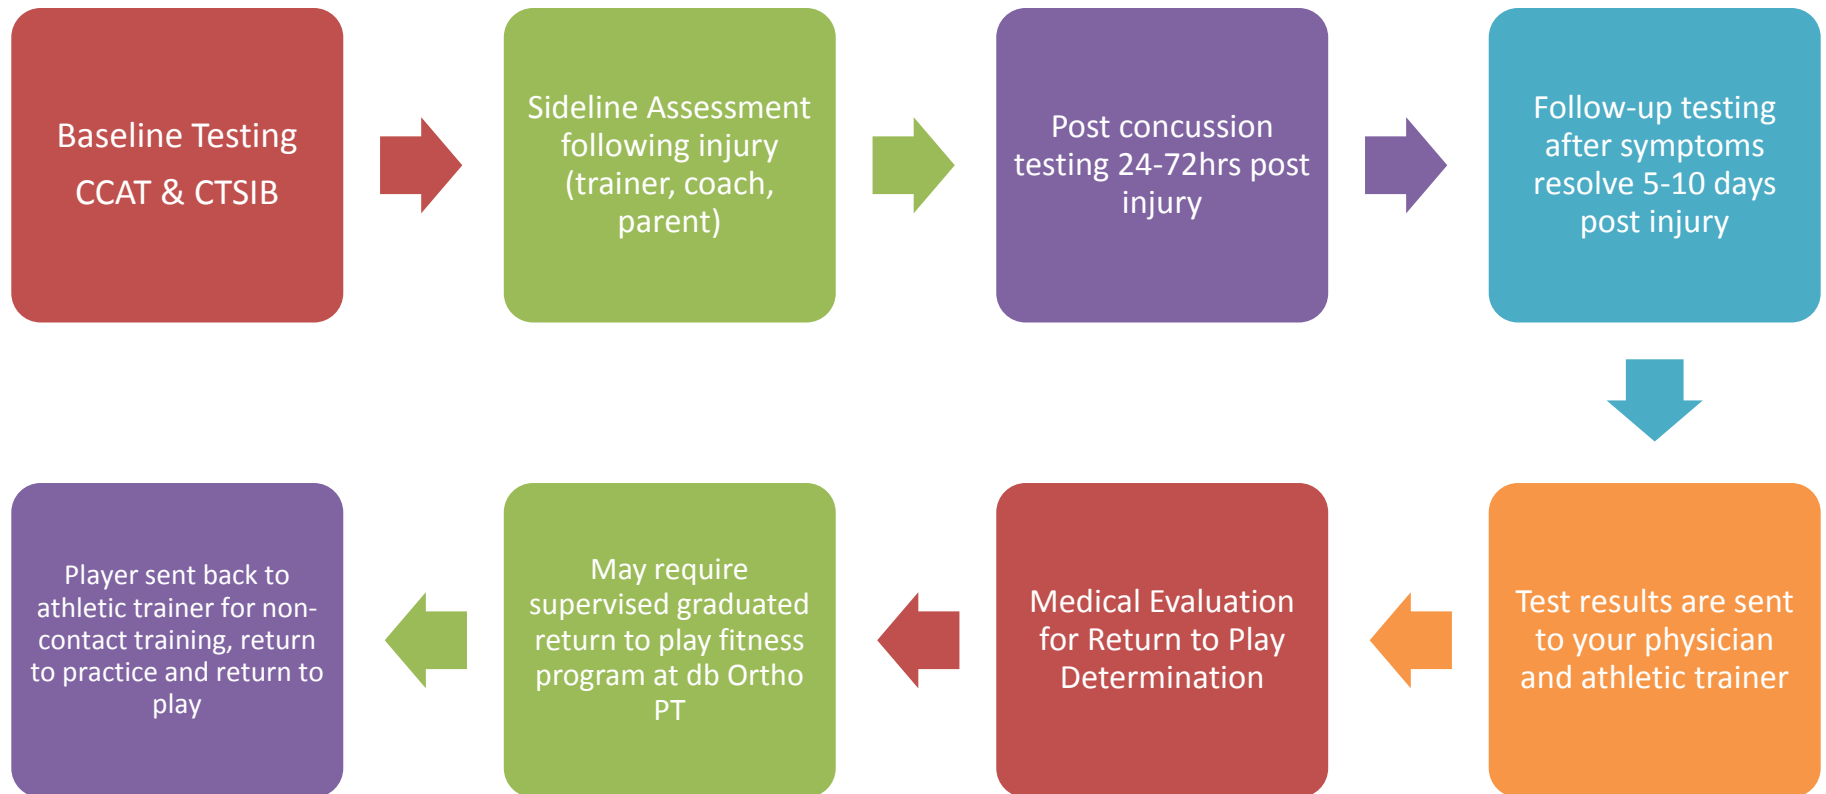 Baseline Testing
CCAT & CTSIB
Sideline Assessment
following injury
(trainer, coach,
parent)
Post concussion
testing 24-72hrs post
injury
Follow-up testing
after symptoms
resolve 5-10 days
post injury
Test results are sent
to your physician
and athletic trainer
Medical Evaluation
for Return to Play
Determination
May require
supervised graduated
return to play fitness
program at db Ortho
PT
Player sent back to
athletic trainer for non-
contact training, return
to practice and return to
play